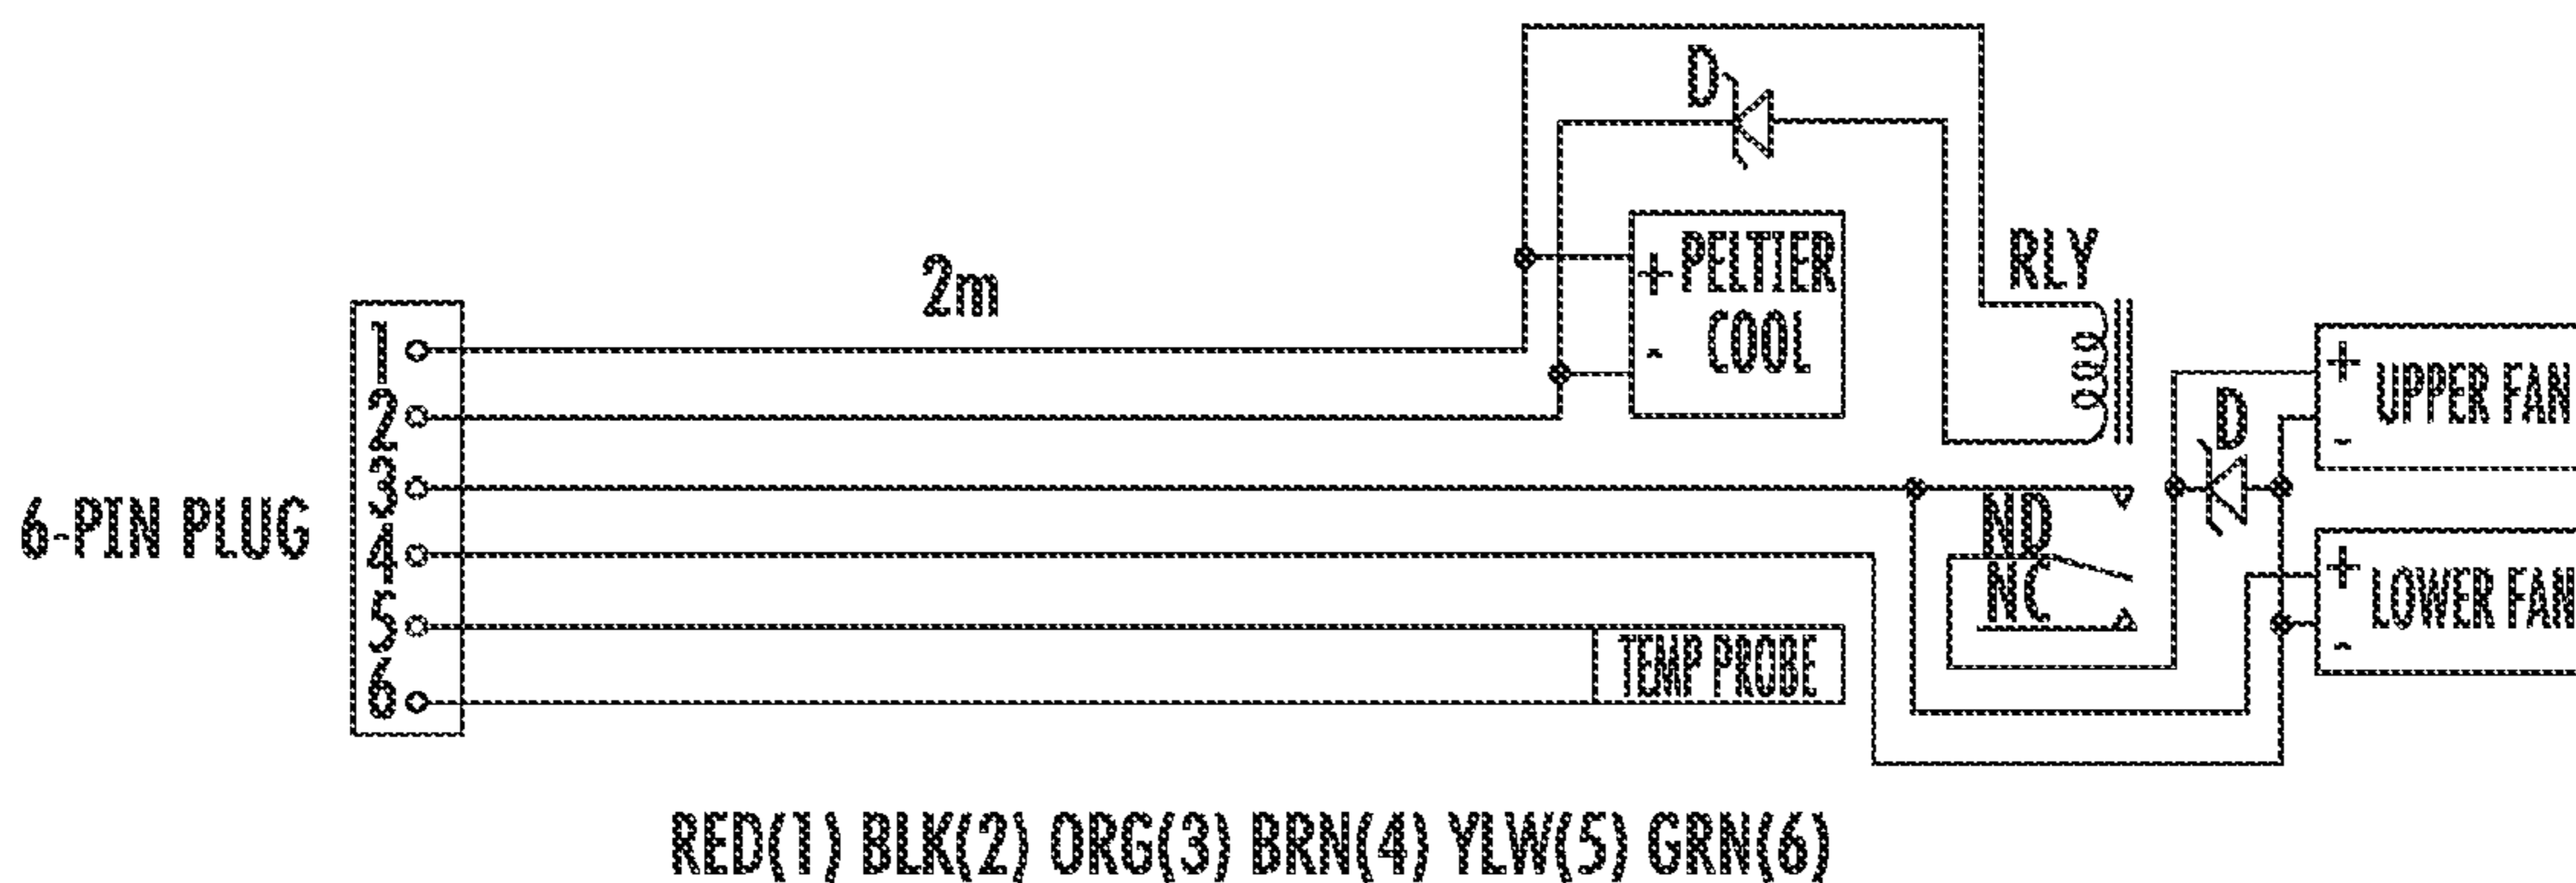 D
2m
+ PELTIER
- COOL
RLY
6-PIN PLUG
1
2
3
4
5
6
+
UPPER FAN
-
D
NO
NC
+
LOWER FAN
-
TEMP PROBE
RED(1) BLK(2) ORG(3) BRN(4) YLW(5) GRN(6)